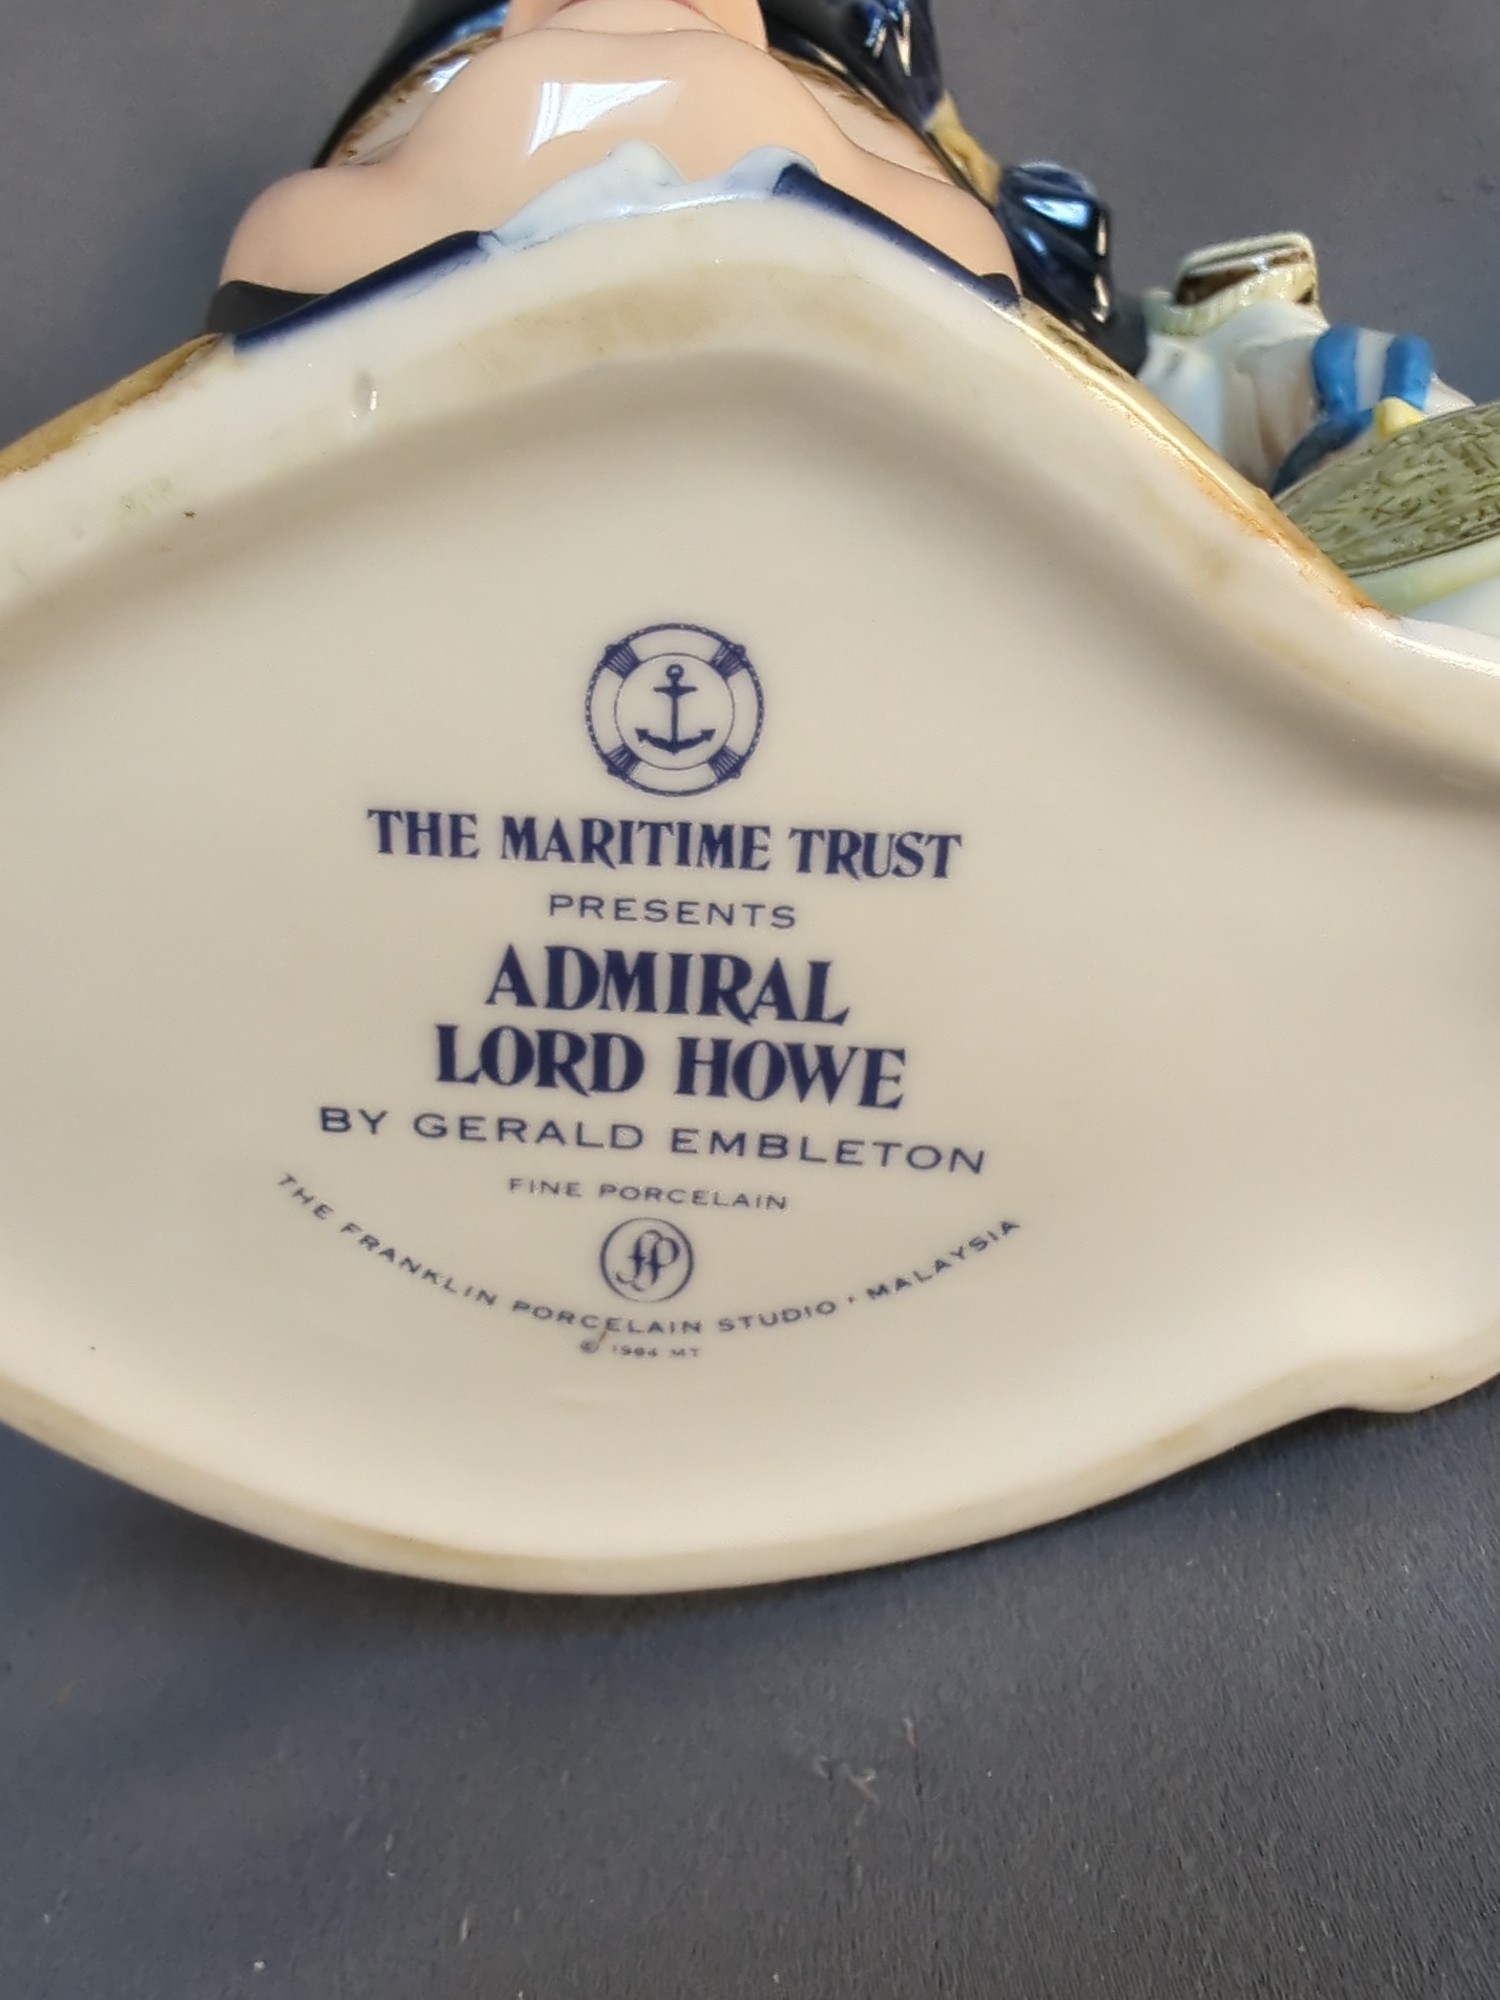 THE MARITIME TRUST
PRESENTS
ADMIRAL
LORD HOWE
BY GERALD EMBLETON
FINE PORCELAIN
fP
THE FRANKLIN PORCELAIN STUDIO · MALAYSIA
© 1984 MT